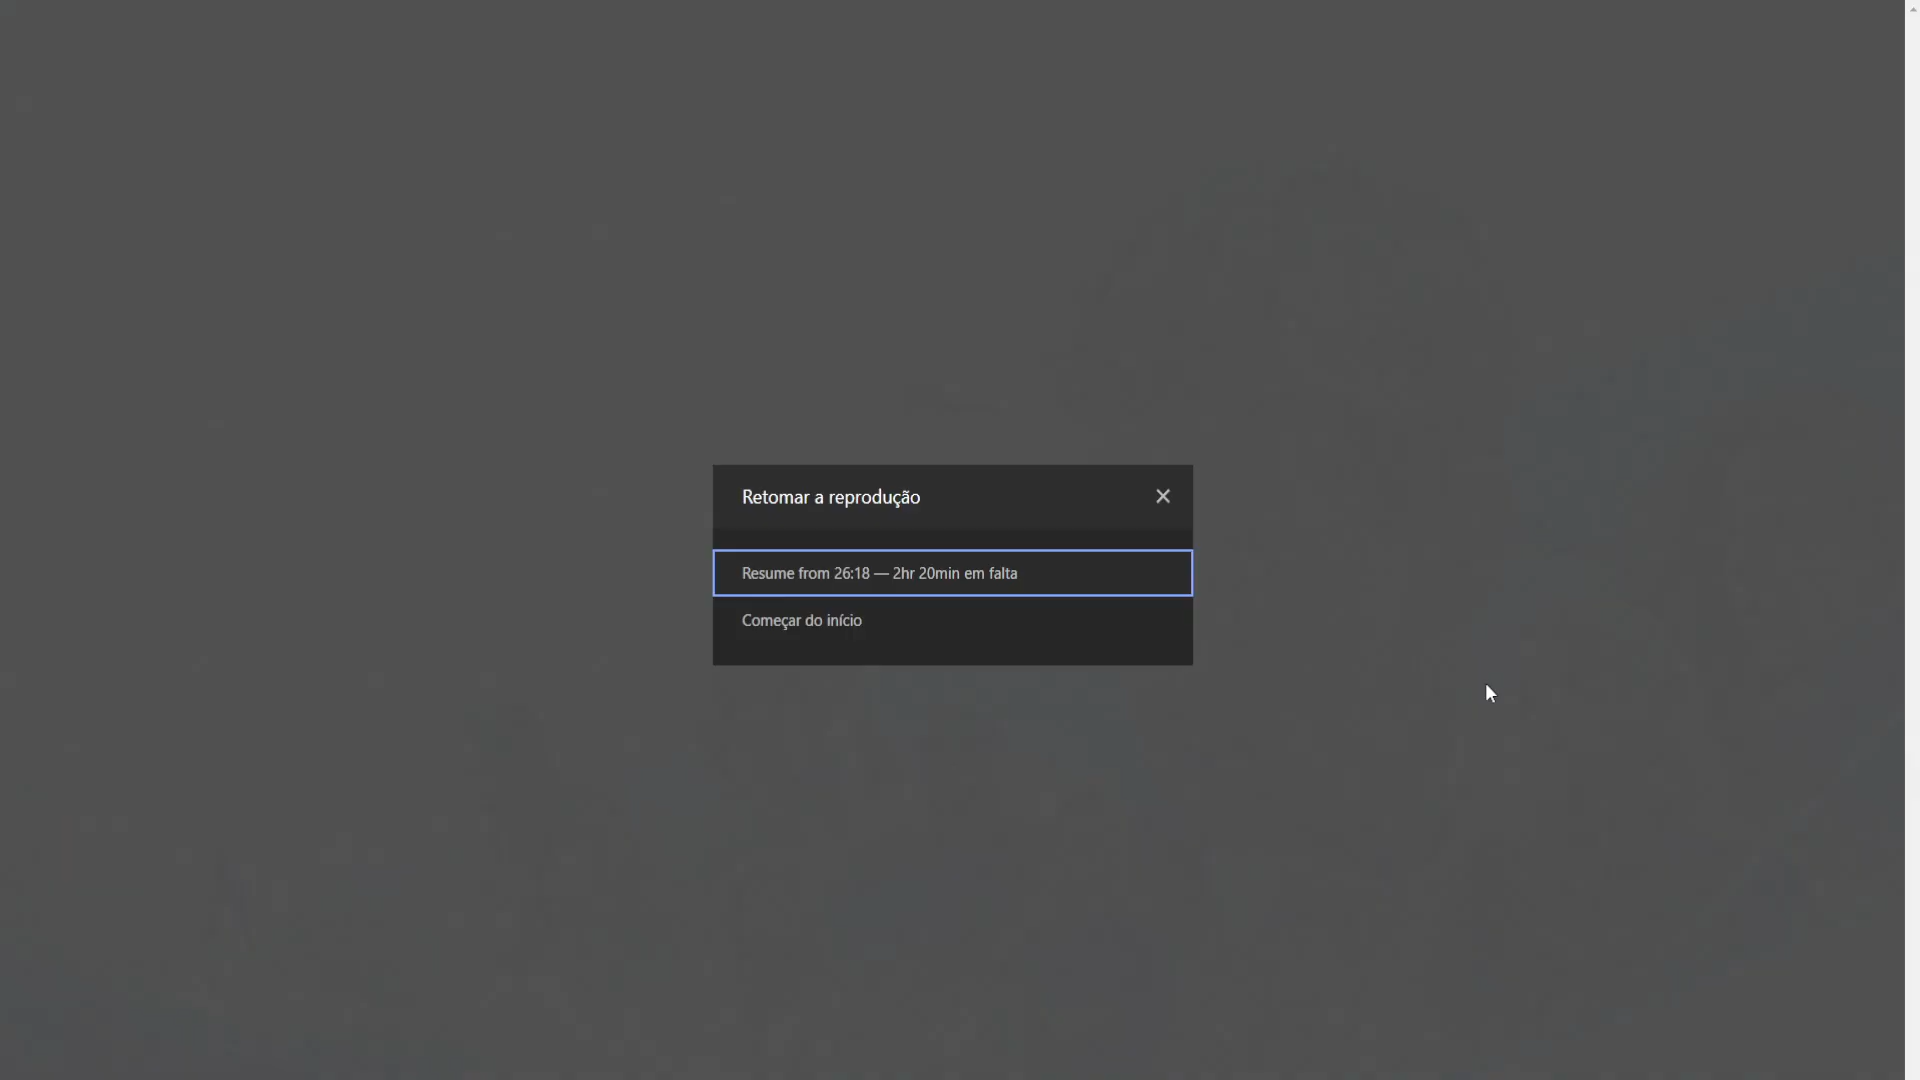 Retomar a reprodução
Resume from 26:18 — 2hr 20min em falta
Começar do início